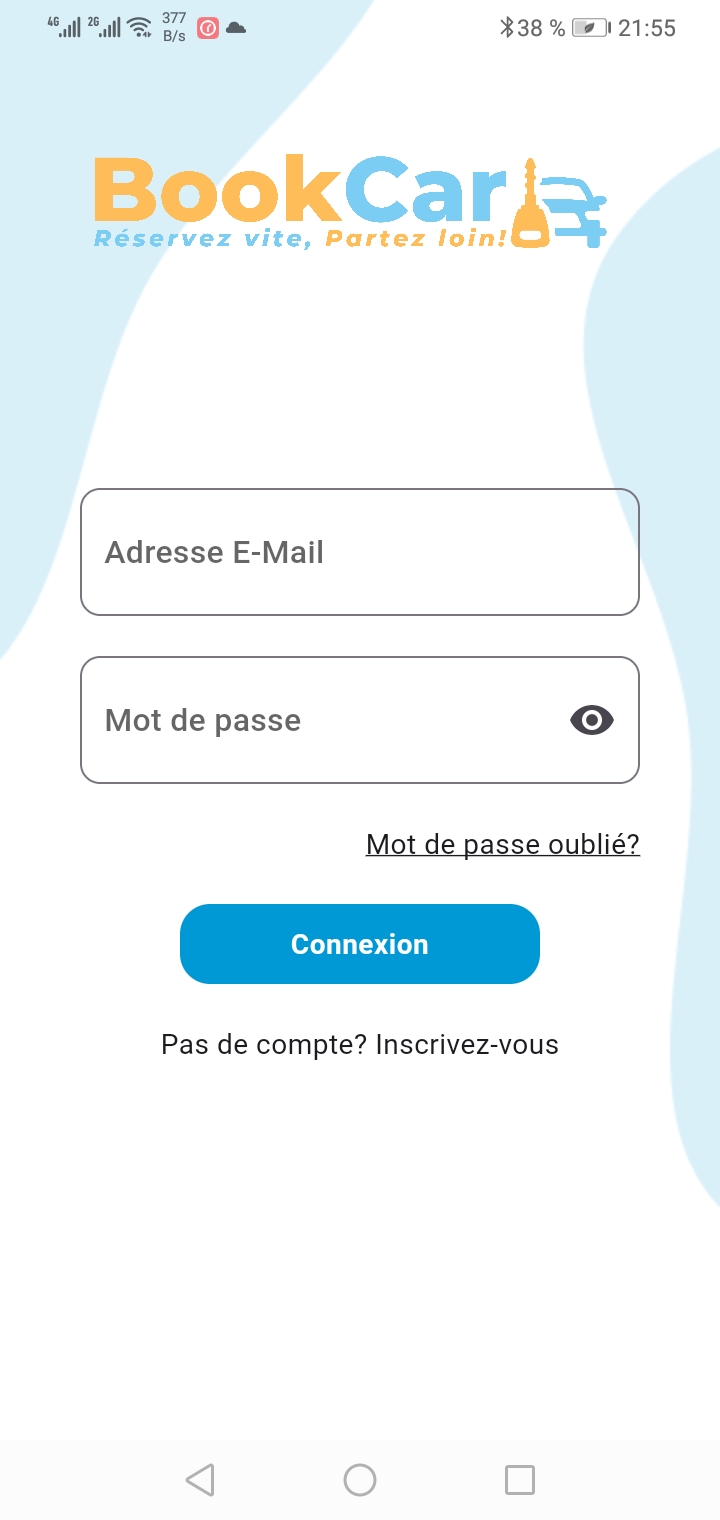 4G 2G 377 B/s 38 % 21:55
BookCar
Réservez vite, Partez loin!
Adresse E-Mail
Mot de passe
Mot de passe oublié?
Connexion
Pas de compte? Inscrivez-vous